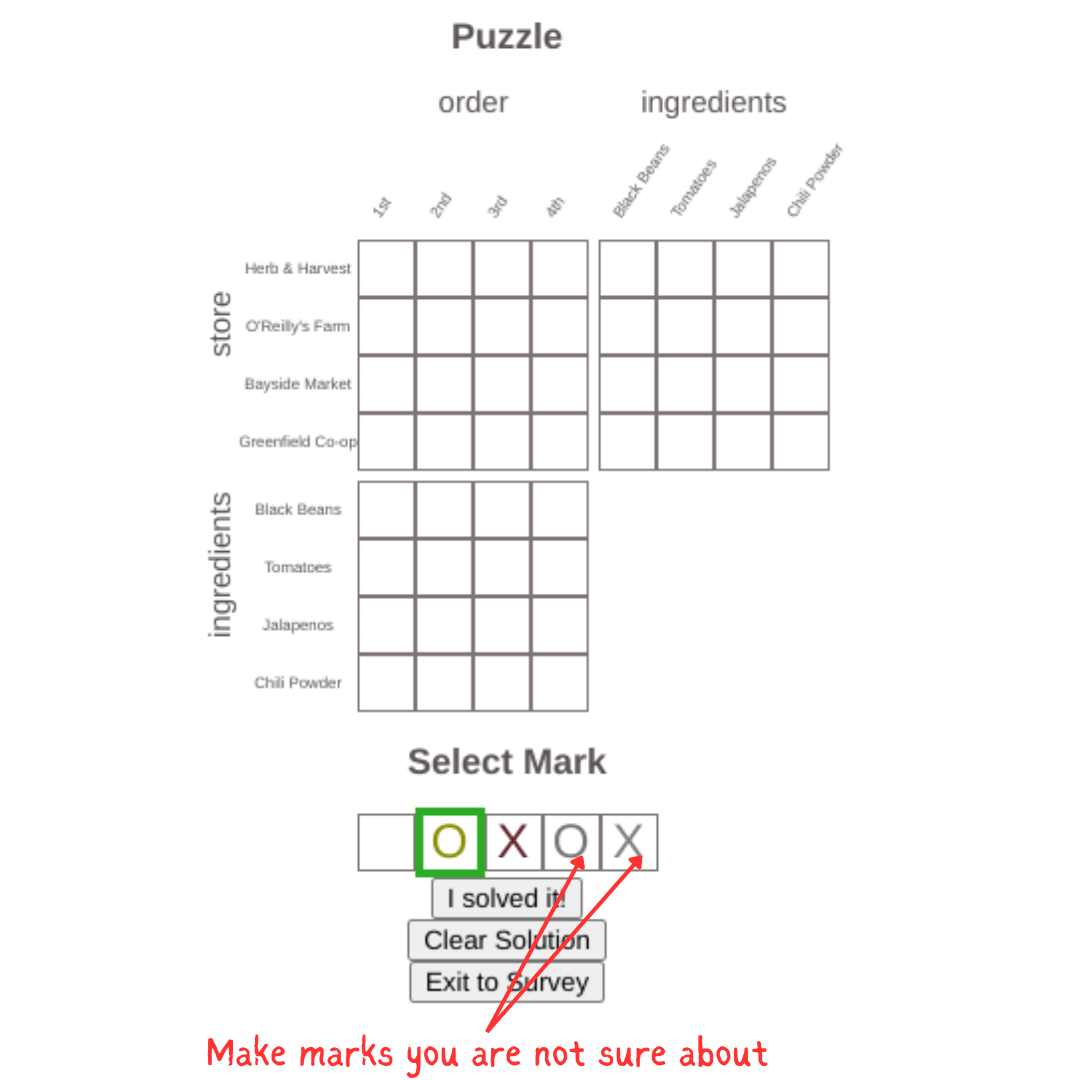 Puzzle
order ingredients
1st 2nd 3rd 4th Black Beans Tomatoes Jalapenos Chili Powder
store
Herb & Harvest
O'Reilly's Farm
Bayside Market
Greenfield Co-op
ingredients
Black Beans
Tomatoes
Jalapenos
Chili Powder
Select Mark
O X O X
I solved it!
Clear Solution
Exit to Survey
Make marks you are not sure about